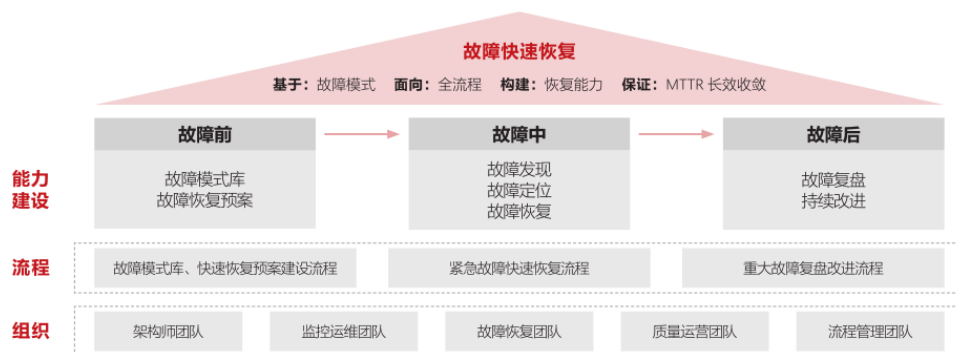 故障快速恢复
基于：故障模式 面向：全流程 构建：恢复能力 保证：MTTR 长效收敛
故障前
故障中
故障后
能力
建设
故障模式库
故障恢复预案
故障发现
故障定位
故障恢复
故障复盘
持续改进
流程
故障模式库、快速恢复预案建设流程
紧急故障快速恢复流程
重大故障复盘改进流程
组织
架构师团队
监控运维团队
故障恢复团队
质量运营团队
流程管理团队